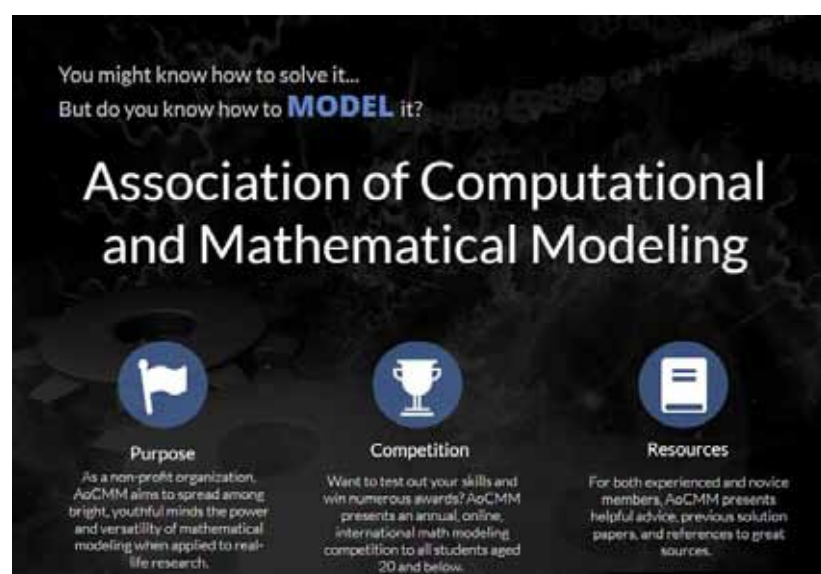 You might know how to solve it...
But do you know how to MODEL it?
Association of Computational
and Mathematical Modeling
Purpose
As a non-profit organization,
AoCMM aims to spread among
bright, youthful minds the power
and versatility of mathematical
modeling when applied to real-
life research.
Competition
Want to test out your skills and
win numerous awards? AoCMM
presents an annual, online,
international math modeling
competition to all students aged
20 and below.
Resources
For both experienced and novice
members, AoCMM presents
helpful advice, previous solution
papers, and references to great
sources.